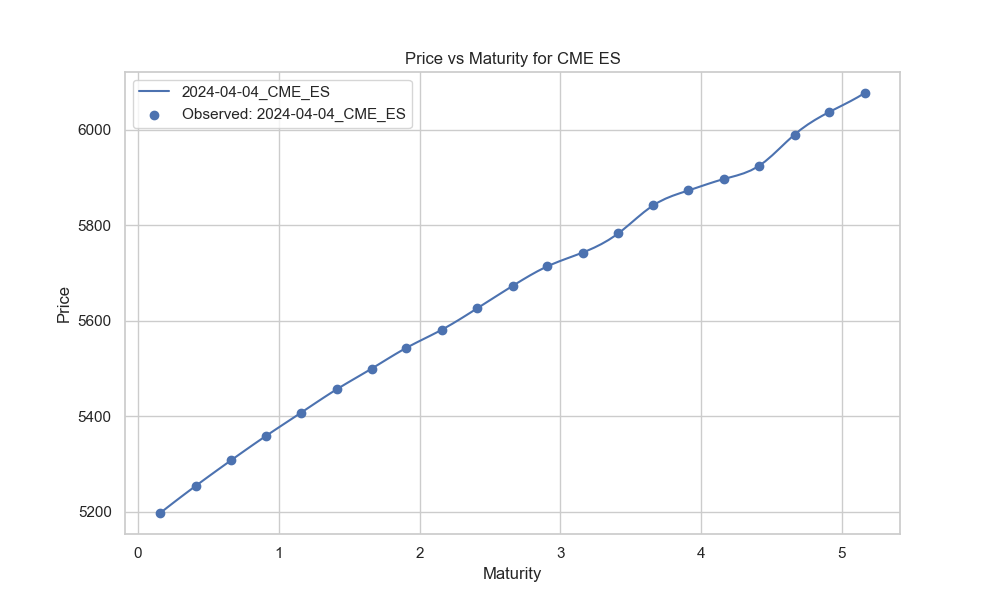 Price vs Maturity for CME ES
2024-04-04_CME_ES
Observed: 2024-04-04_CME_ES
Price
6000
5800
5600
5400
5200
0 1 2 3 4 5
Maturity